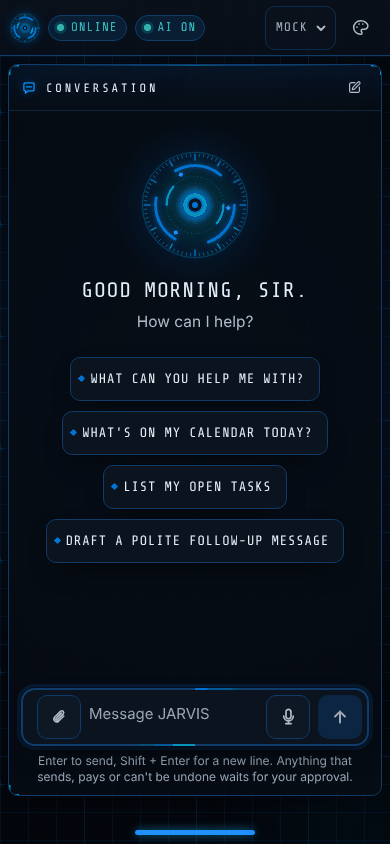 ONLINE
AI ON
MOCK
CONVERSATION
GOOD MORNING, SIR.
How can I help?
WHAT CAN YOU HELP ME WITH?
WHAT'S ON MY CALENDAR TODAY?
LIST MY OPEN TASKS
DRAFT A POLITE FOLLOW-UP MESSAGE
Message JARVIS
Enter to send, Shift + Enter for a new line. Anything that
sends, pays or can't be undone waits for your approval.